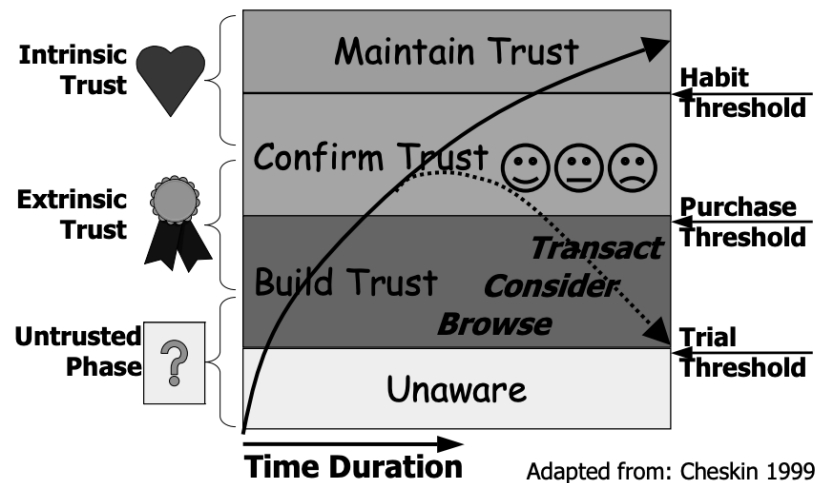 Intrinsic
Trust
Maintain Trust
Habit
Threshold
Confirm Trust
Extrinsic
Trust
Purchase
Threshold
Transact
Build Trust
Consider
Browse
Untrusted
Phase
?
Trial
Threshold
Unaware
Time Duration
Adapted from: Cheskin 1999